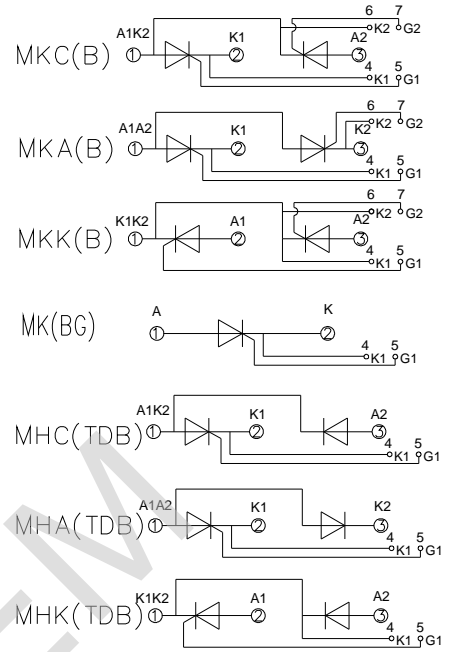 6 7
A1K2 K1 A2 K2 G2
MKC(B) 1 2 3
4 5
K1 G1
6 7
A1A2 K1 K2 K2 G2
MKA(B) 1 2 3
4 5
K1 G1
6 7
K1K2 A1 A2 K2 G2
MKK(B) 1 2 3
4 5
K1 G1
A K
MK(BG) 1 2
4 5
K1 G1
A1K2 K1 A2
MHC(TDB) 1 2 3
4 5
K1 G1
A1A2 K1 K2
MHA(TDB) 1 2 3
4 5
K1 G1
K1K2 A1 A2
MHK(TDB) 1 2 3
4 5
K1 G1